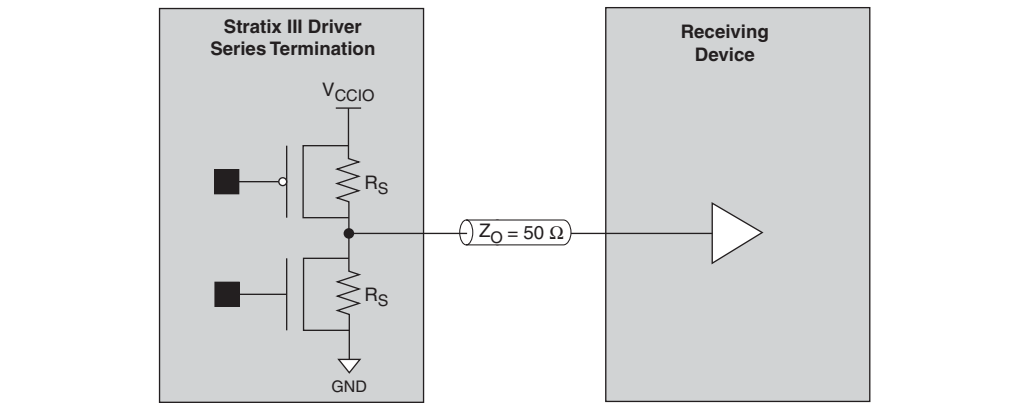 Stratix III Driver
Series Termination
Receiving
Device
VCCIO
RS
ZO = 50 Ω
RS
GND